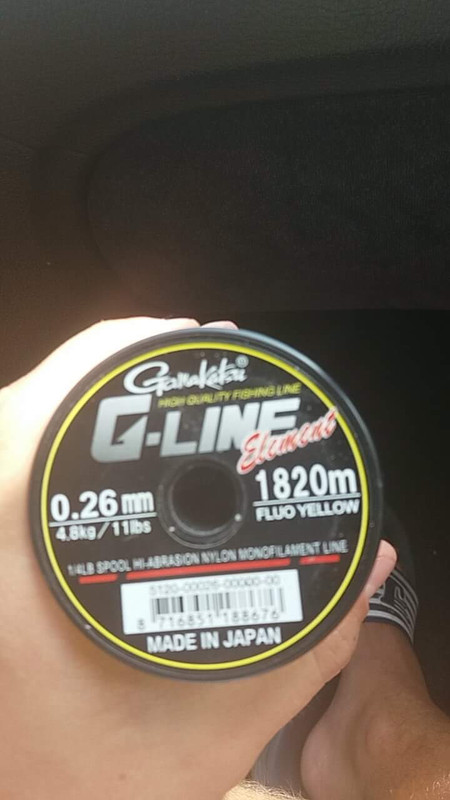 Gamakatsu®
HIGH QUALITY FISHING LINE
G-LINE
Element
0.26 mm
4.8kg/11lbs
1820m
FLUO YELLOW
1/4LB SPOOL HI-ABRASION NYLON MONOFILAMENT LINE
5120-00026-00000-00
8 716851 188676
MADE IN JAPAN